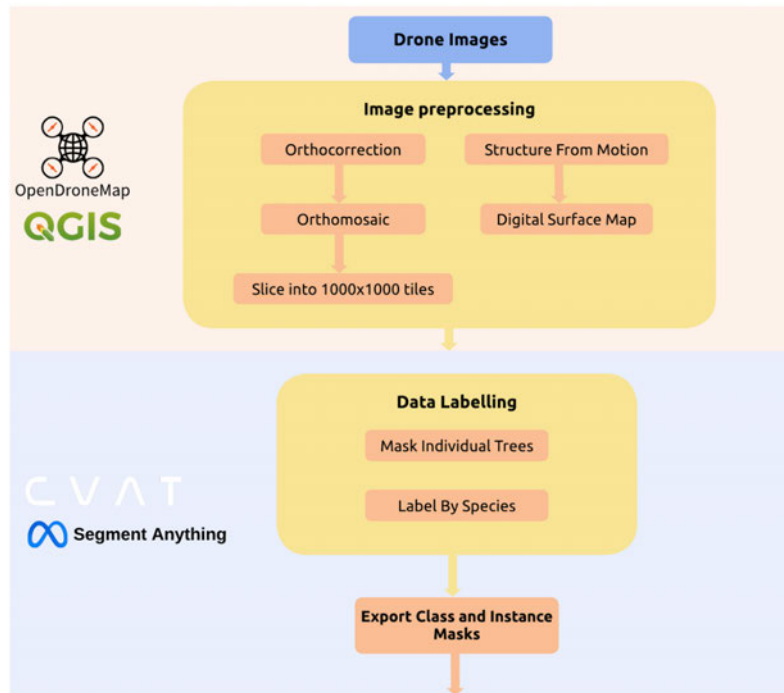 Drone Images
Image preprocessing
Orthocorrection
Structure From Motion
OpenDroneMap
QGIS
Orthomosaic
Digital Surface Map
Slice into 1000x1000 tiles
Data Labelling
Mask Individual Trees
CVAT
Label By Species
Segment Anything
Export Class and Instance
Masks